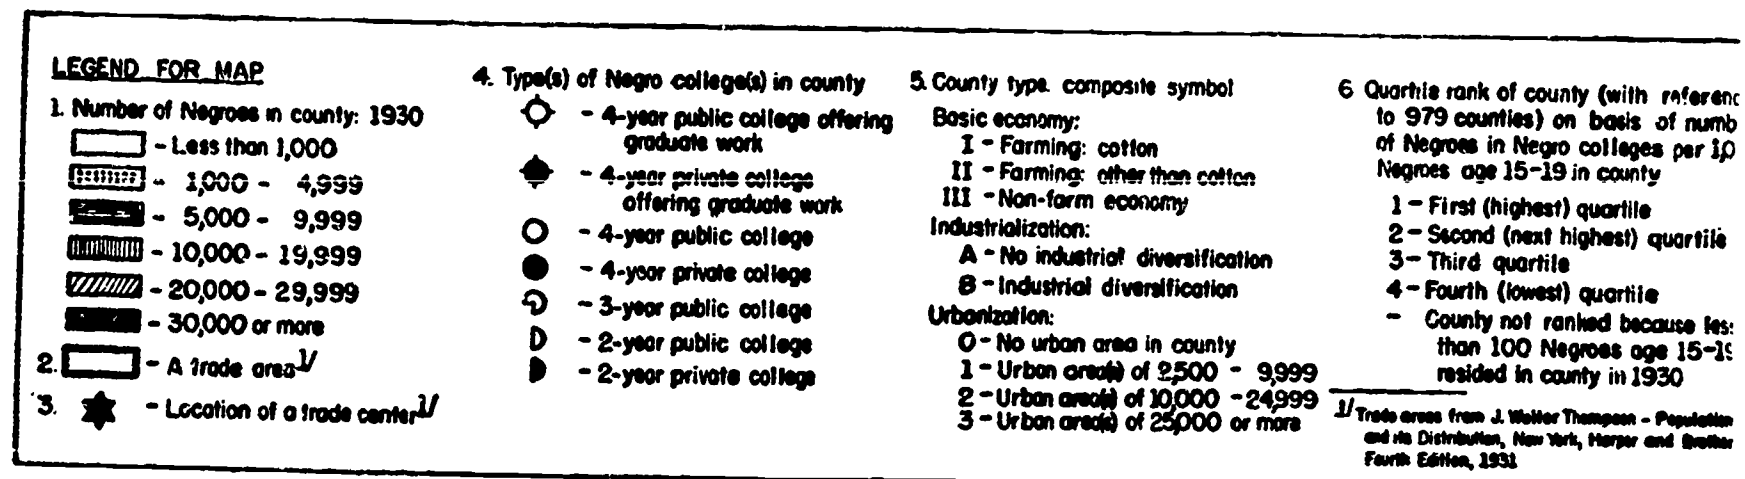 LEGEND FOR MAP
1. Number of Negroes in county: 1930
- Less than 1,000
- 1,000 - 4,999
- 5,000 - 9,999
- 10,000 - 19,999
- 20,000 - 29,999
- 30,000 or more
2. - A trade area 1/
3. - Location of a trade center 1/
4. Type(s) of Negro college(s) in county
- 4-year public college offering
graduate work
- 4-year private college
offering graduate work
- 4-year public college
- 4-year private college
- 3-year public college
- 2-year public college
- 2-year private college
5. County type composite symbol
Basic economy:
I - Farming: cotton
II - Farming: other than cotton
III - Non-farm economy
Industrialization:
A - No industrial diversification
B - Industrial diversification
Urbanization:
0 - No urban area in county
1 - Urban area(s) of 2,500 - 9,999
2 - Urban area(s) of 10,000 - 24,999
3 - Urban area(s) of 25,000 or more
6 Quartile rank of county (with referenc
to 979 counties) on basis of numb
of Negroes in Negro colleges per 1,0
Negroes age 15-19 in county
1 - First (highest) quartile
2 - Second (next highest) quartile
3 - Third quartile
4 - Fourth (lowest) quartile
- County not ranked because les
than 100 Negroes age 15-19
resided in county in 1930
1/ Trade areas from J. Walter Thompson - Population
and its Distribution, New York, Harper and Brother
Fourth Edition, 1931